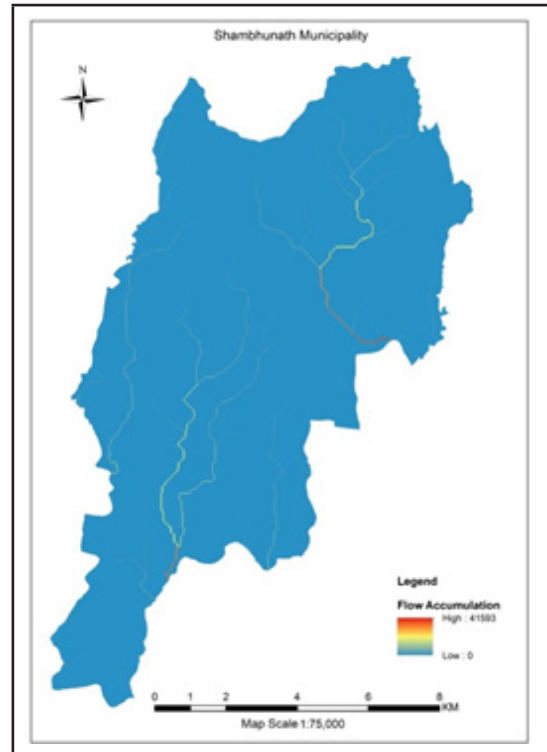 Shambhunath Municipality
N
Legend
Flow Accumulation
High : 41593
Low : 0
0 1 2 4 6 8
KM
Map Scale 1:75,000